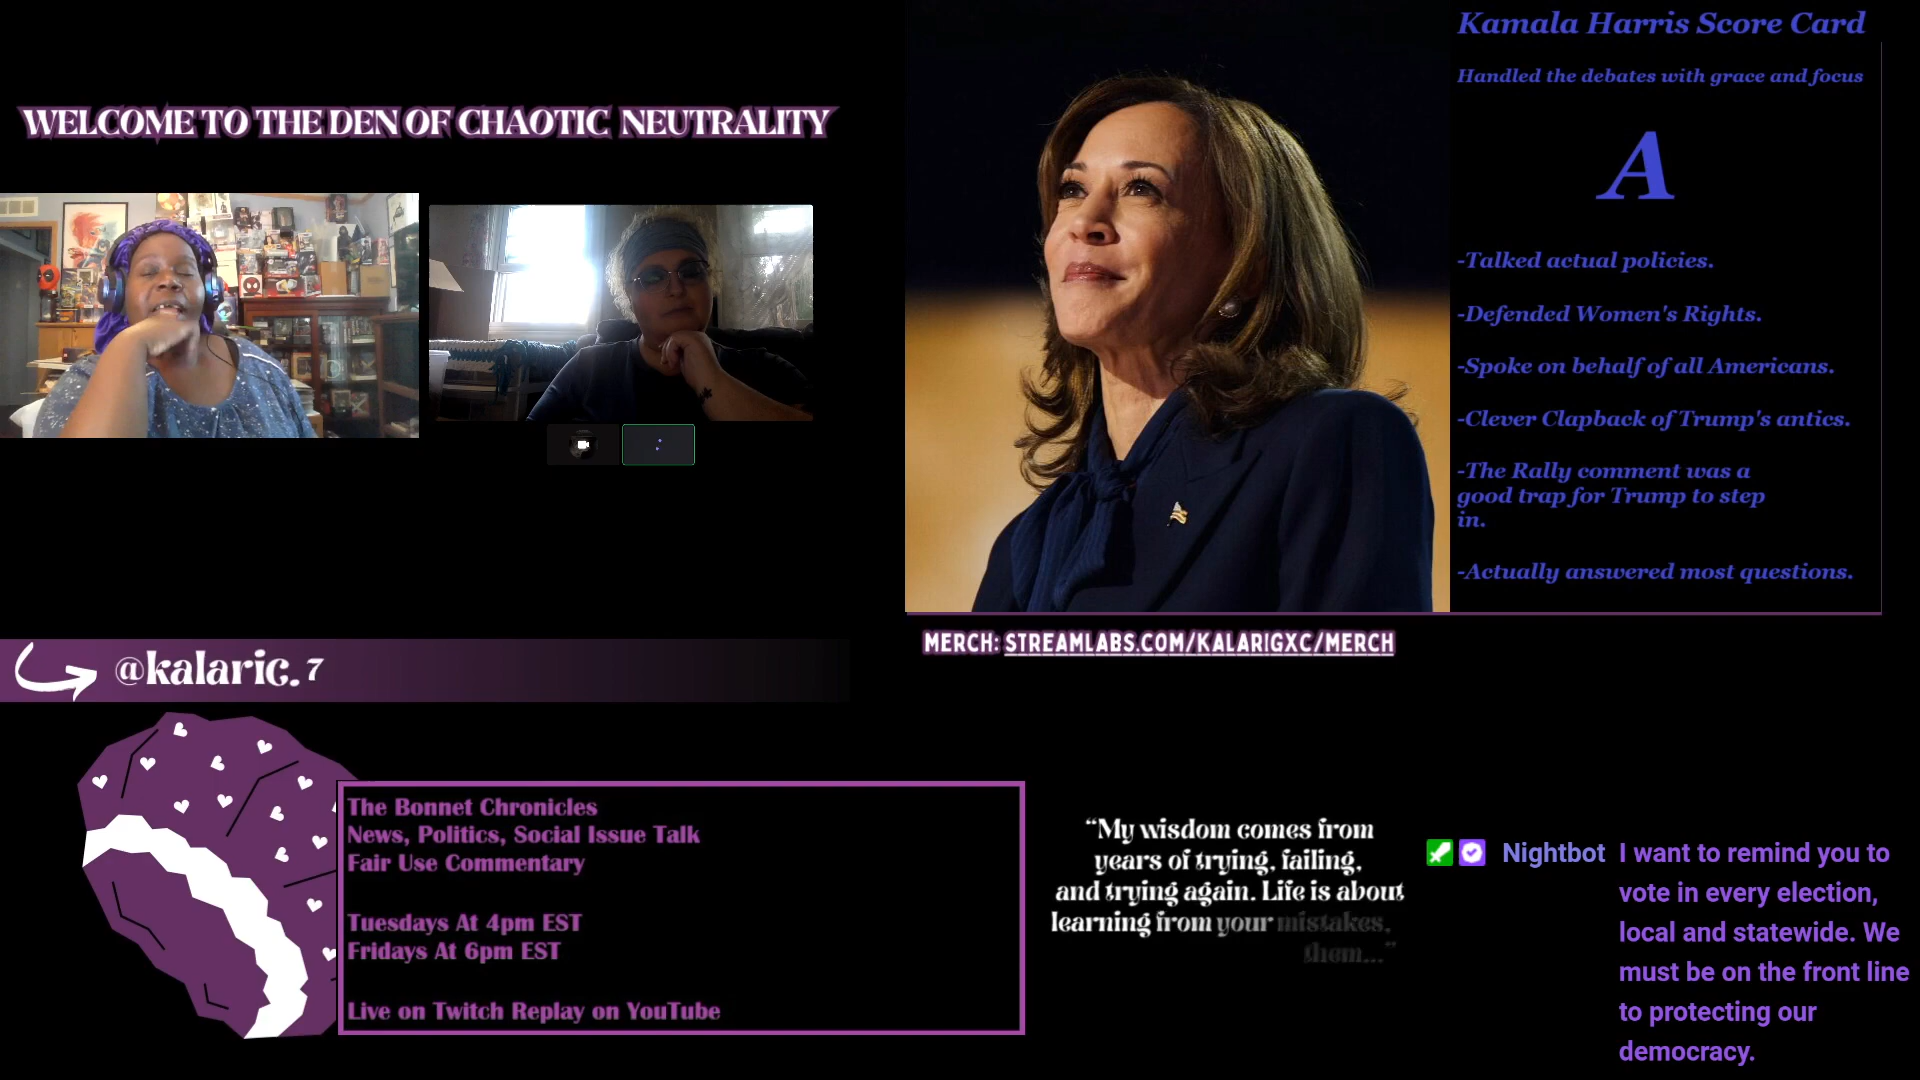 WELCOME TO THE DEN OF CHAOTIC NEUTRALITY
Kamala Harris Score Card
Handled the debates with grace and focus
A
-Talked actual policies.
-Defended Women's Rights.
-Spoke on behalf of all Americans.
-Clever Clapback of Trump's antics.
-The Rally comment was a
good trap for Trump to step
in.
-Actually answered most questions.
MERCH: STREAMLABS.COM/KALARIGXC/MERCH
@kalaric.7
The Bonnet Chronicles
News, Politics, Social Issue Talk
Fair Use Commentary
Tuesdays At 4pm EST
Fridays At 6pm EST
Live on Twitch Replay on YouTube
“My wisdom comes from
years of trying, failing,
and trying again. Life is about
learning from your mistakes.
them...”
Nightbot I want to remind you to
vote in every election,
local and statewide. We
must be on the front line
to protecting our
democracy.